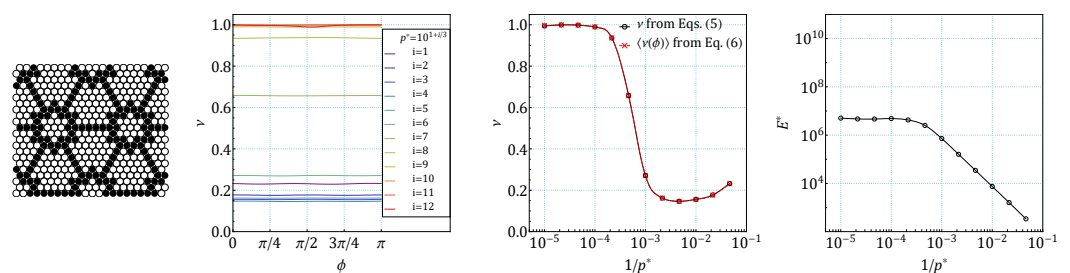 1.0
0.8
0.6
0.4
0.2
0.0
ν
0
π/4
π/2
3π/4
π
ϕ
p*=10^{1+i/3}
i=1
i=2
i=3
i=4
i=5
i=6
i=7
i=8
i=9
i=10
i=11
i=12
1.0
0.8
0.6
0.4
0.2
0.0
ν
10^{-5}
10^{-4}
10^{-3}
10^{-2}
10^{-1}
1/p*
ν from Eqs. (5)
⟨ν(ϕ)⟩ from Eq. (6)
10^{10}
10^{8}
10^{6}
10^{4}
E*
10^{-5}
10^{-4}
10^{-3}
10^{-2}
10^{-1}
1/p*